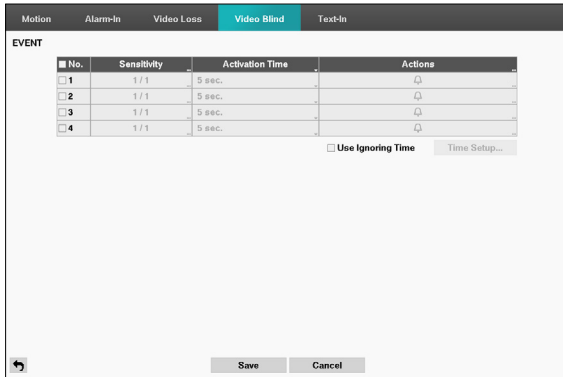 Motion Alarm-In Video Loss Video Blind Text-In
EVENT
No. Sensitivity Activation Time Actions
1 1 / 1 5 sec.
2 1 / 1 5 sec.
3 1 / 1 5 sec.
4 1 / 1 5 sec.
Use Ignoring Time Time Setup...
Save Cancel